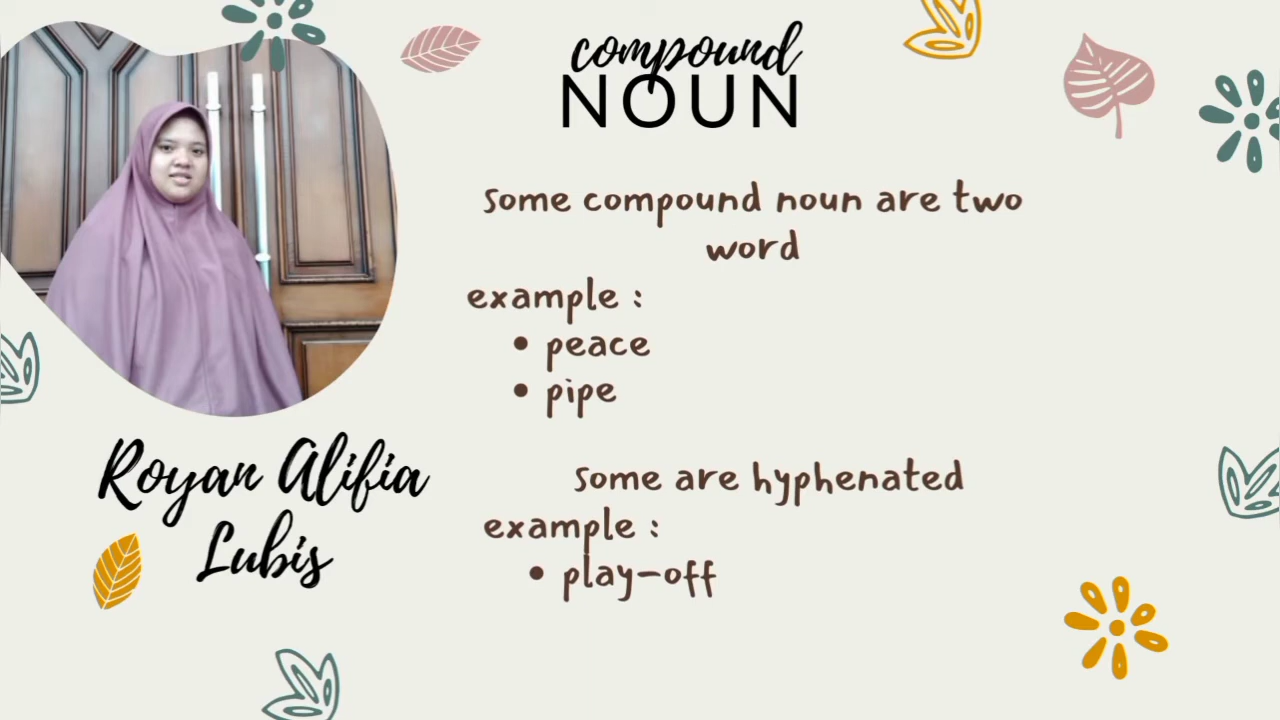 compound
NOUN
some compound noun are two
word
example :
• peace
• pipe
some are hyphenated
example :
• play-off
Royan Alifia
Lubis